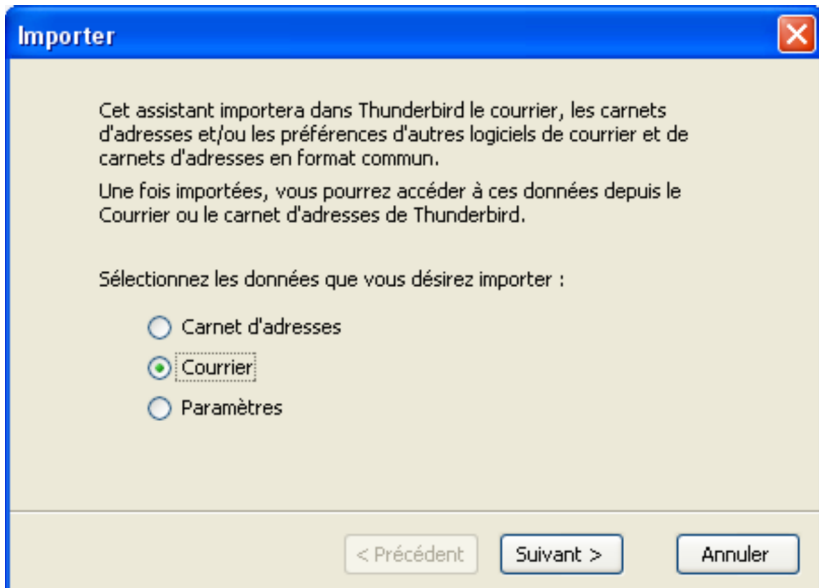 Importer
Cet assistant importera dans Thunderbird le courrier, les carnets
d'adresses et/ou les préférences d'autres logiciels de courrier et de
carnets d'adresses en format commun.
Une fois importées, vous pourrez accéder à ces données depuis le
Courrier ou le carnet d'adresses de Thunderbird.
Sélectionnez les données que vous désirez importer :
Carnet d'adresses
Courrier
Paramètres
< Précédent Suivant > Annuler